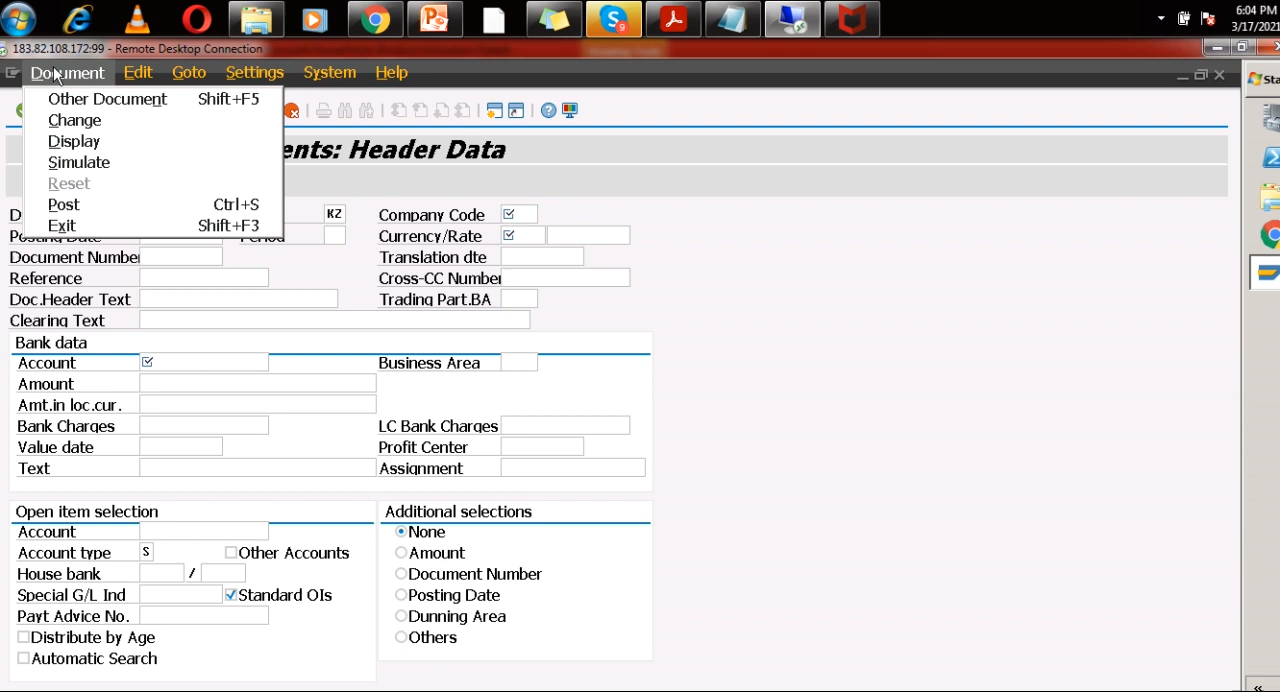 6:04 PM
3/17/2021
183.82.108.172:99 - Remote Desktop Connection
Document Edit Goto Settings System Help
Other Document Shift+F5
Change
Display
Simulate
Reset
Post Ctrl+S
Exit Shift+F3
ents: Header Data
D KZ Company Code
Posting Date Period Currency/Rate
Document Number Translation dte
Reference Cross-CC Number
Doc.Header Text Trading Part.BA
Clearing Text
Bank data
Account Business Area
Amount
Amt.in loc.cur.
Bank Charges LC Bank Charges
Value date Profit Center
Text Assignment
Open item selection Additional selections
Account None
Account type S Other Accounts Amount
House bank / Document Number
Special G/L Ind Standard OIs Posting Date
Payt Advice No. Dunning Area
Distribute by Age Others
Automatic Search
Sta
9